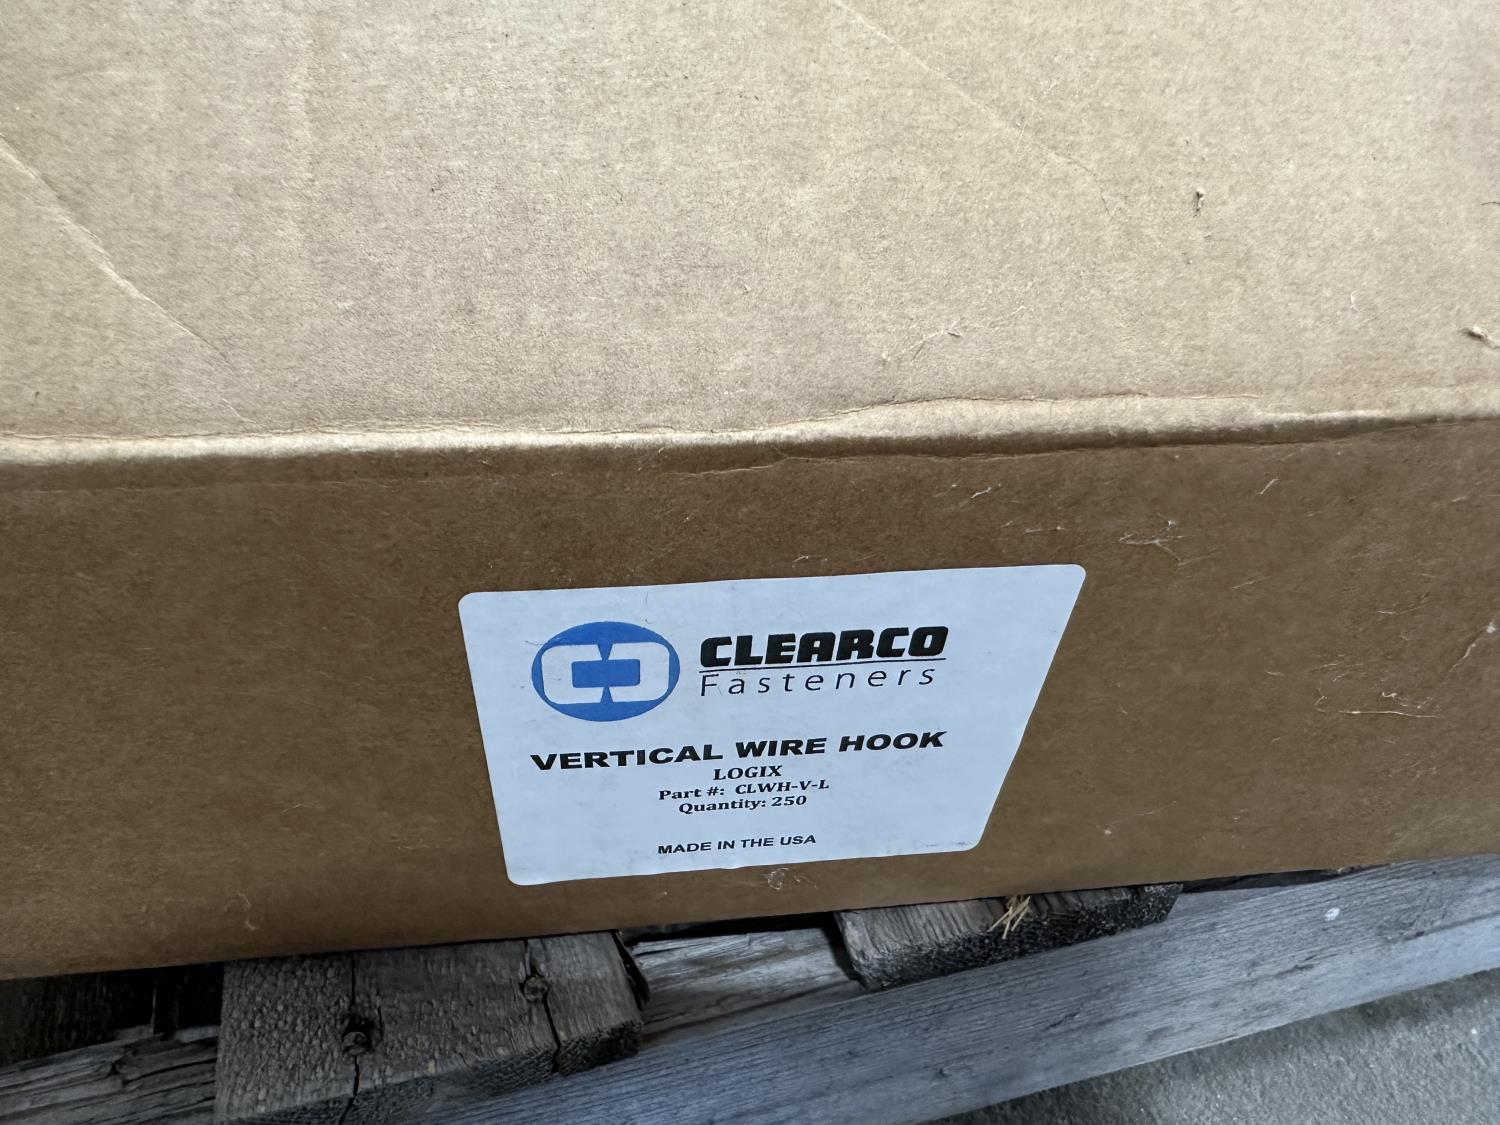 CLEARCO
Fasteners
VERTICAL WIRE HOOK
LOGIX
Part #: CLWH-V-L
Quantity: 250
MADE IN THE USA